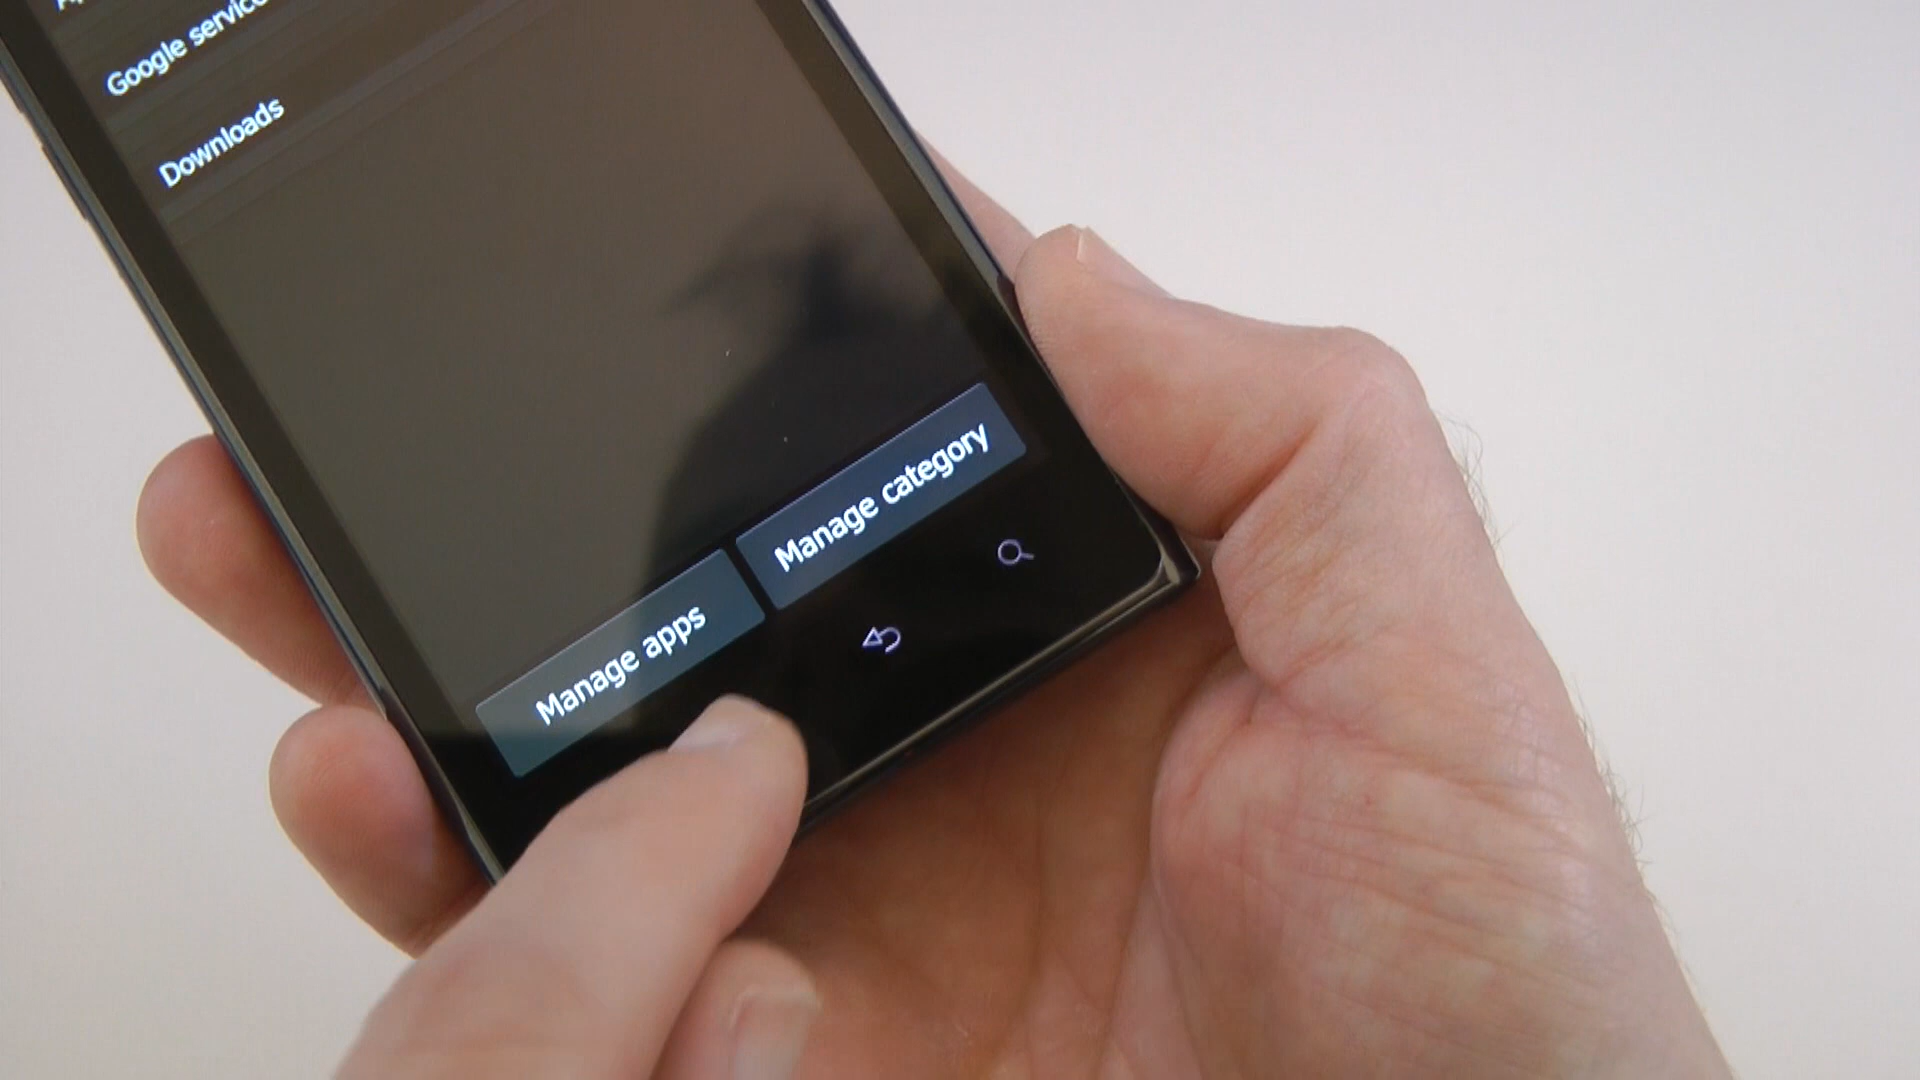 Google service
Downloads
Manage apps
Manage category